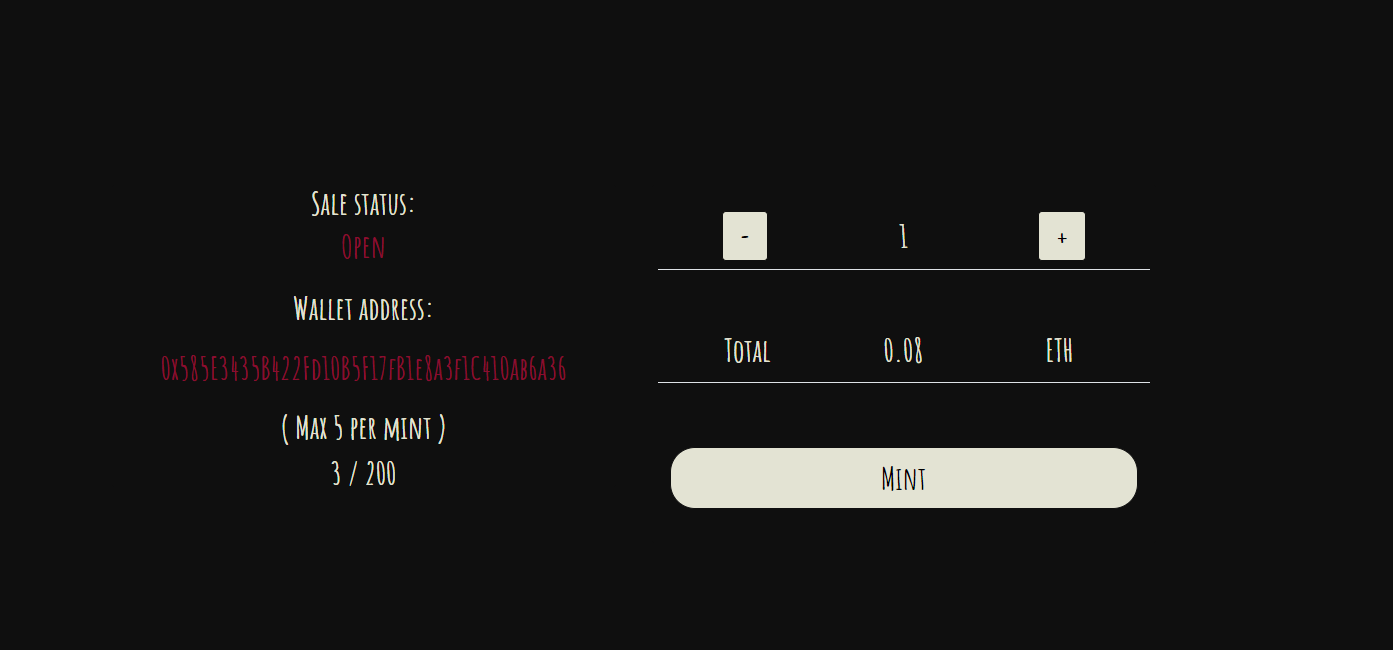 Sale status:
Open
Wallet address:
0x585E3435B422Fd10B5F17fB1e8a3f1C410ab6a36
( Max 5 per mint )
3 / 200
- 1 +
Total 0.08 ETH
Mint